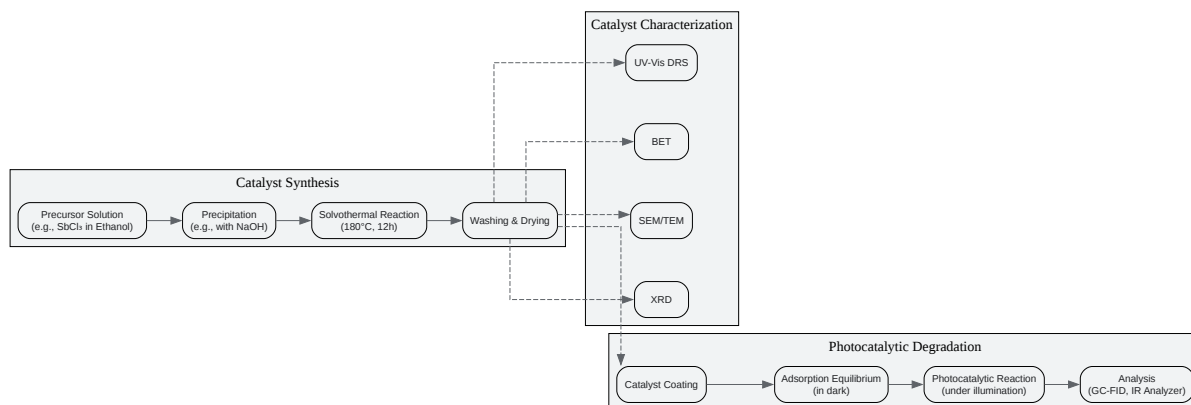 Catalyst Characterization
UV-Vis DRS
BET
SEM/TEM
XRD
Catalyst Synthesis
Precursor Solution
(e.g., SbCl₃ in Ethanol)
Precipitation
(e.g., with NaOH)
Solvothermal Reaction
(180°C, 12h)
Washing & Drying
Photocatalytic Degradation
Catalyst Coating
Adsorption Equilibrium
(in dark)
Photocatalytic Reaction
(under illumination)
Analysis
(GC-FID, IR Analyzer)